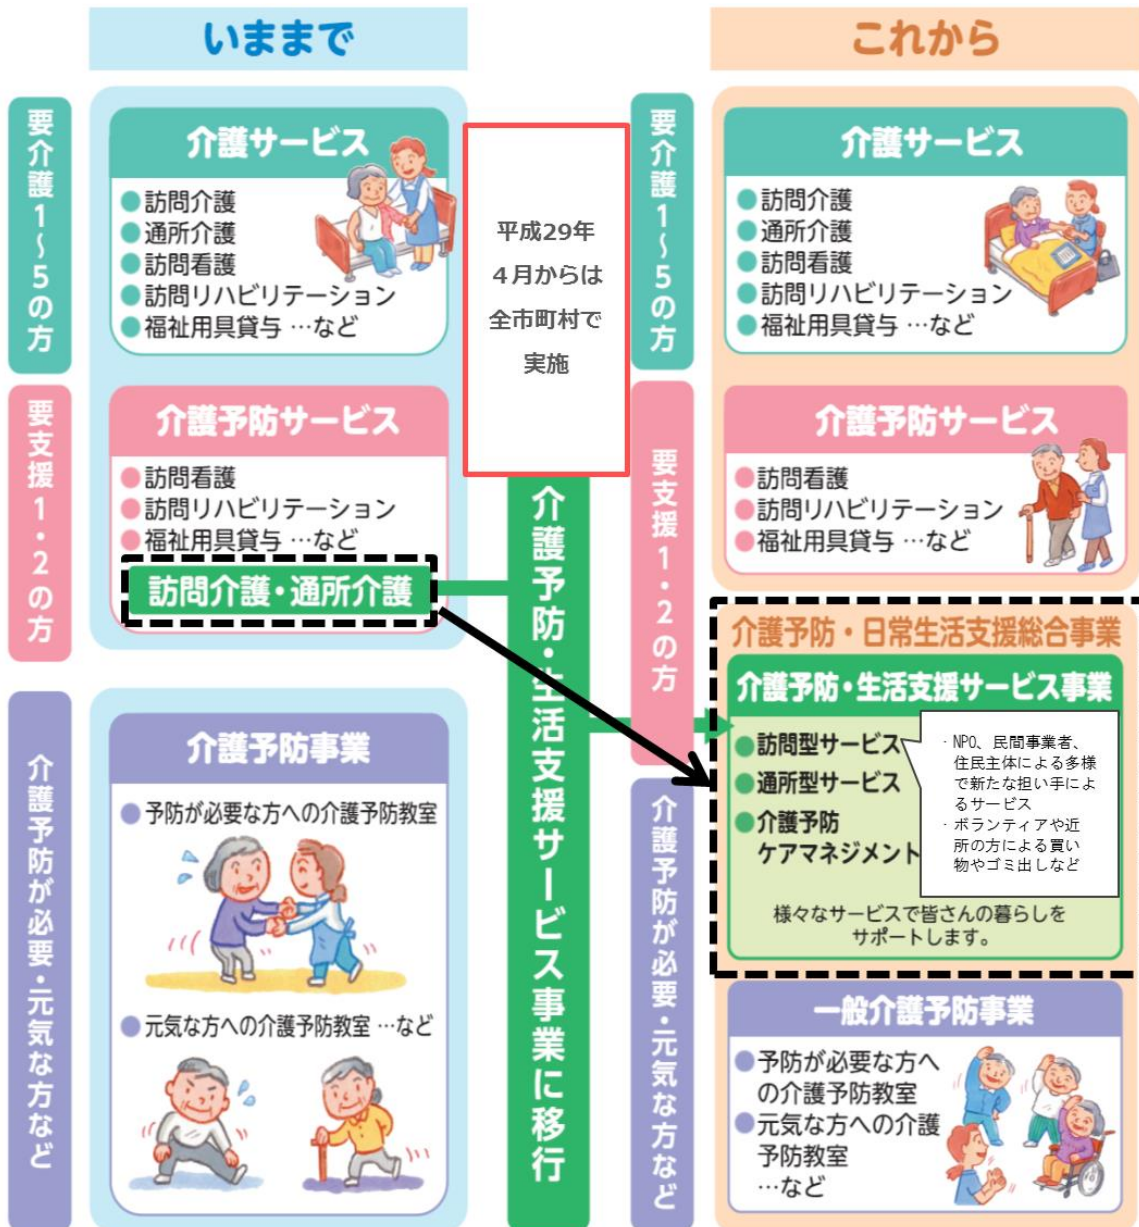 いままで
要介護1～5の方
介護サービス
●訪問介護
●通所介護
●訪問看護
●訪問リハビリテーション
●福祉用具貸与 …など
要支援1・2の方
介護予防サービス
●訪問看護
●訪問リハビリテーション
●福祉用具貸与 …など
訪問介護・通所介護
介護予防が必要・元気な方など
介護予防事業
●予防が必要な方への介護予防教室
●元気な方への介護予防教室 …など
平成29年
４月からは
全市町村で
実施
介護予防・生活支援サービス事業に移行
これから
要介護1～5の方
介護サービス
●訪問介護
●通所介護
●訪問看護
●訪問リハビリテーション
●福祉用具貸与 …など
要支援1・2の方
介護予防サービス
●訪問看護
●訪問リハビリテーション
●福祉用具貸与 …など
介護予防・日常生活支援総合事業
介護予防・生活支援サービス事業
●訪問型サービス
●通所型サービス
●介護予防
ケアマネジメント
・NPO、民間事業者、
住民主体による多様
で新たな担い手によ
るサービス
・ボランティアや近
所の方による買い
物やゴミ出しなど
様々なサービスで皆さんの暮らしを
サポートします。
介護予防が必要・元気な方など
一般介護予防事業
●予防が必要な方へ
の介護予防教室
●元気な方への介護
予防教室
…など